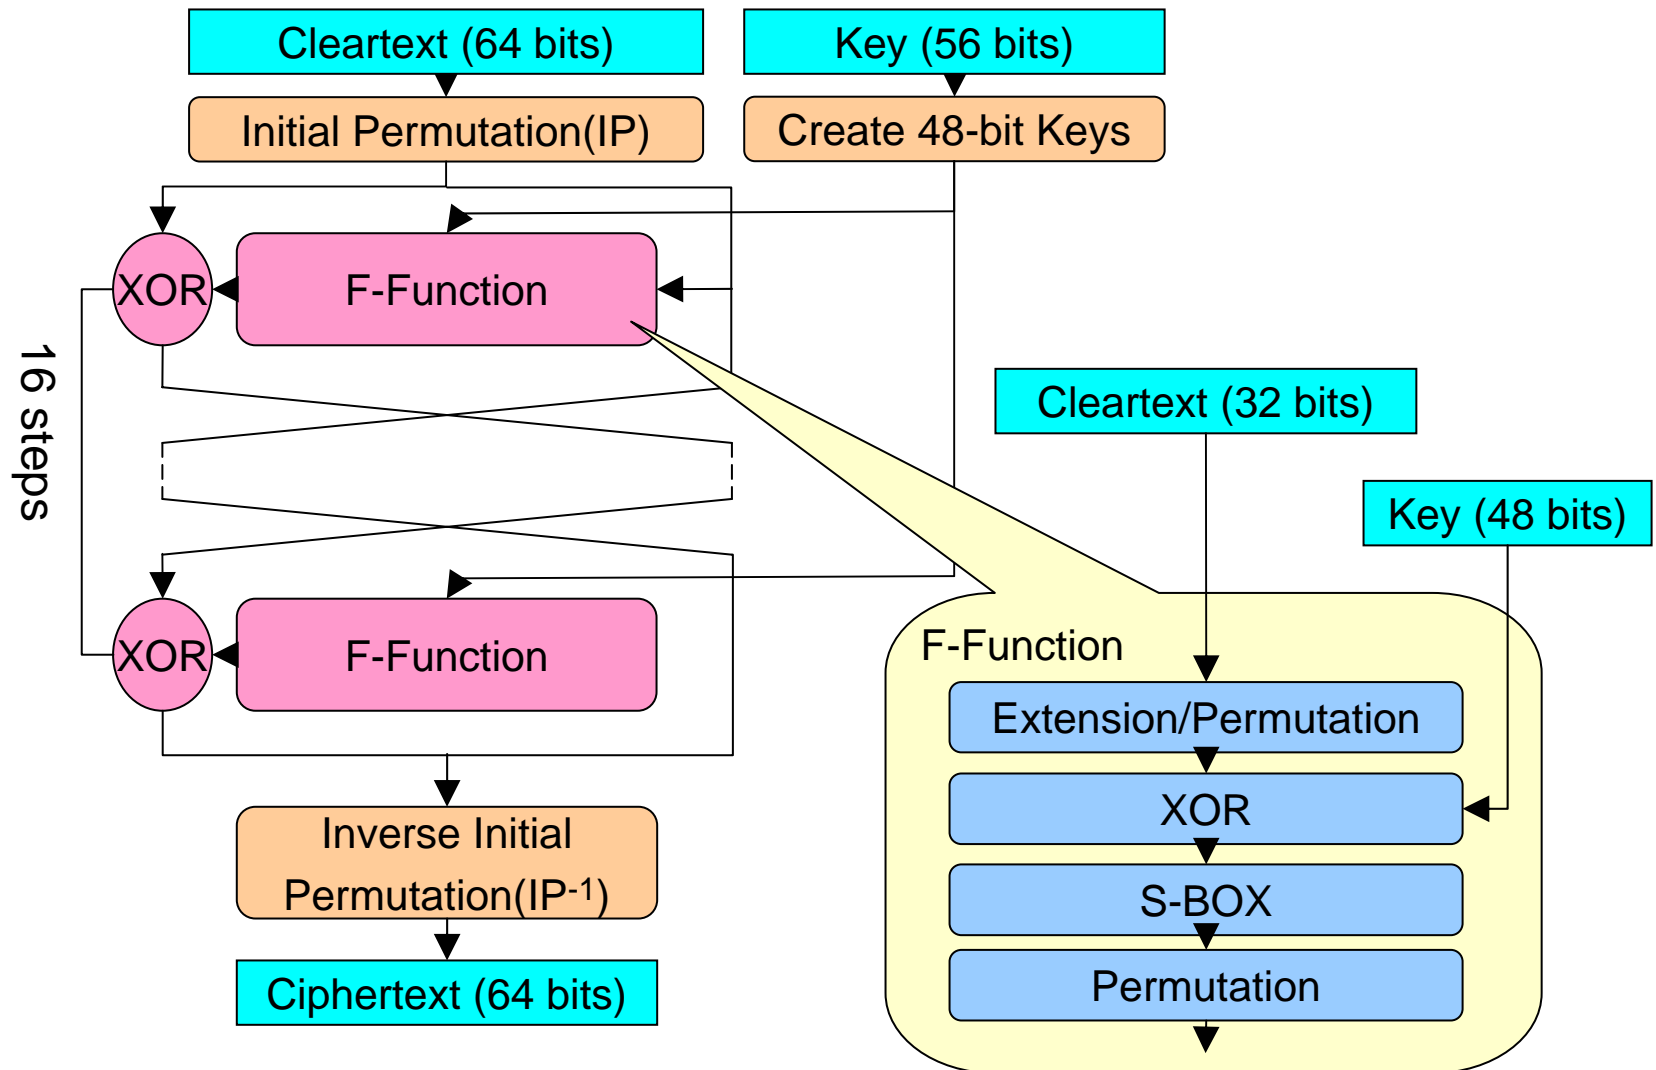 Cleartext (64 bits)
Key (56 bits)
Initial Permutation(IP)
Create 48-bit Keys
XOR
F-Function
16 steps
Cleartext (32 bits)
Key (48 bits)
XOR
F-Function
F-Function
Extension/Permutation
XOR
S-BOX
Permutation
Inverse Initial
Permutation(IP-1)
Ciphertext (64 bits)